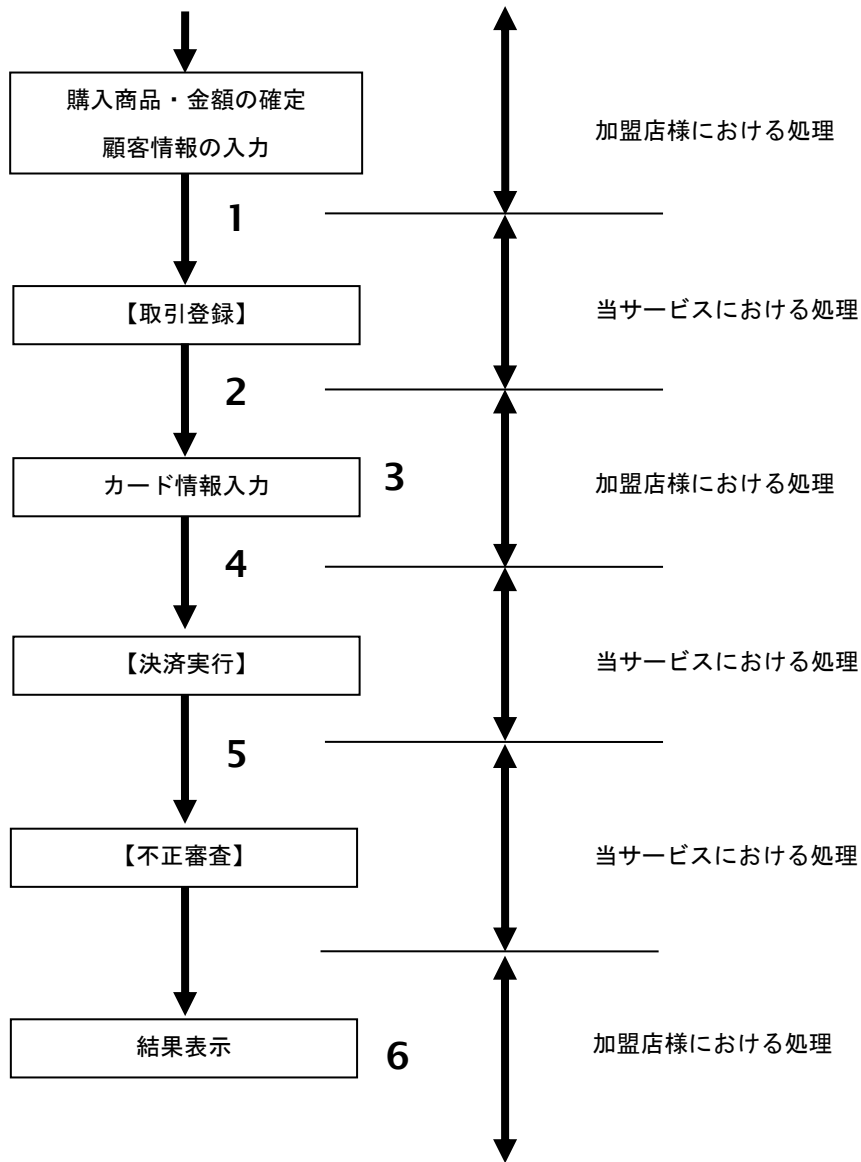 購入商品・金額の確定
顧客情報の入力
加盟店様における処理
1
【取引登録】
当サービスにおける処理
2
カード情報入力
3
加盟店様における処理
4
【決済実行】
当サービスにおける処理
5
【不正審査】
当サービスにおける処理
結果表示
6
加盟店様における処理